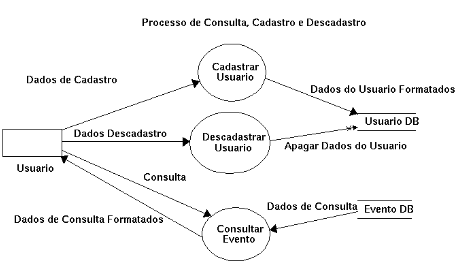 Processo de Consulta, Cadastro e Descadastro
Cadastrar
Usuario
Dados de Cadastro
Dados do Usuario Formatados
Usuario DB
Dados Descadastro
Descadastrar
Usuario
Apagar Dados do Usuario
Usuario
Consulta
Dados de Consulta
Evento DB
Dados de Consulta Formatados
Consultar
Evento